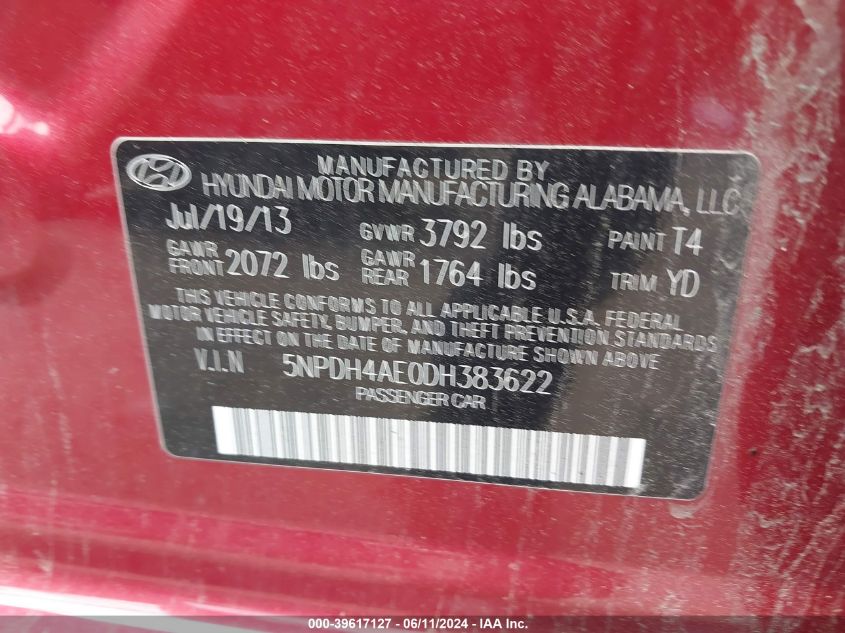 MANUFACTURED BY
HYUNDAI MOTOR MANUFACTURING ALABAMA, LLC
Jul/19/13 GVWR 3792 lbs PAINT T4
GAWR FRONT 2072 lbs GAWR REAR 1764 lbs TRIM YD
THIS VEHICLE CONFORMS TO ALL APPLICABLE U.S.A. FEDERAL
MOTOR VEHICLE SAFETY, BUMPER, AND THEFT PREVENTION STANDARDS
IN EFFECT ON THE DATE OF MANUFACTURE SHOWN ABOVE.
V.I.N 5NPDH4AE0DH383622
PASSENGER CAR
000-39617127 - 06/11/2024 - IAA, Inc.